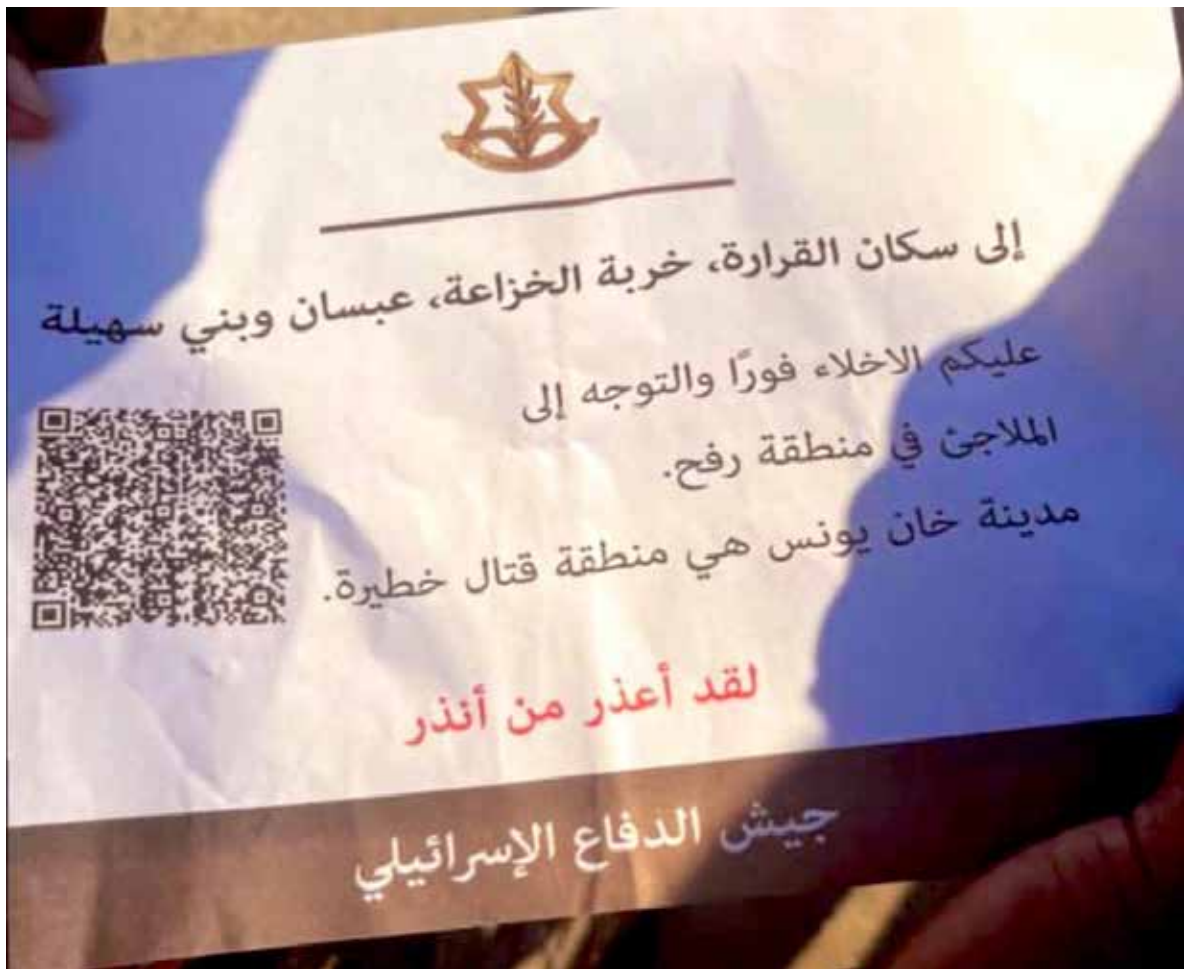 إلى سكان القرارة، خربة الخزاعة، عبسان وبني سهيلة
عليكم الاخلاء فورًا والتوجه إلى
الملاجئ في منطقة رفح.
مدينة خان يونس هي منطقة قتال خطيرة.
لقد أعذر من أنذر
جيش الدفاع الإسرائيلي